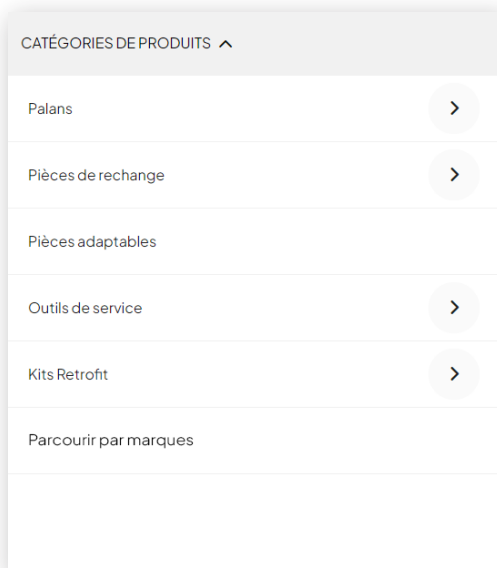 CATÉGORIES DE PRODUITS
Palans
Pièces de rechange
Pièces adaptables
Outils de service
Kits Retrofit
Parcourir par marques